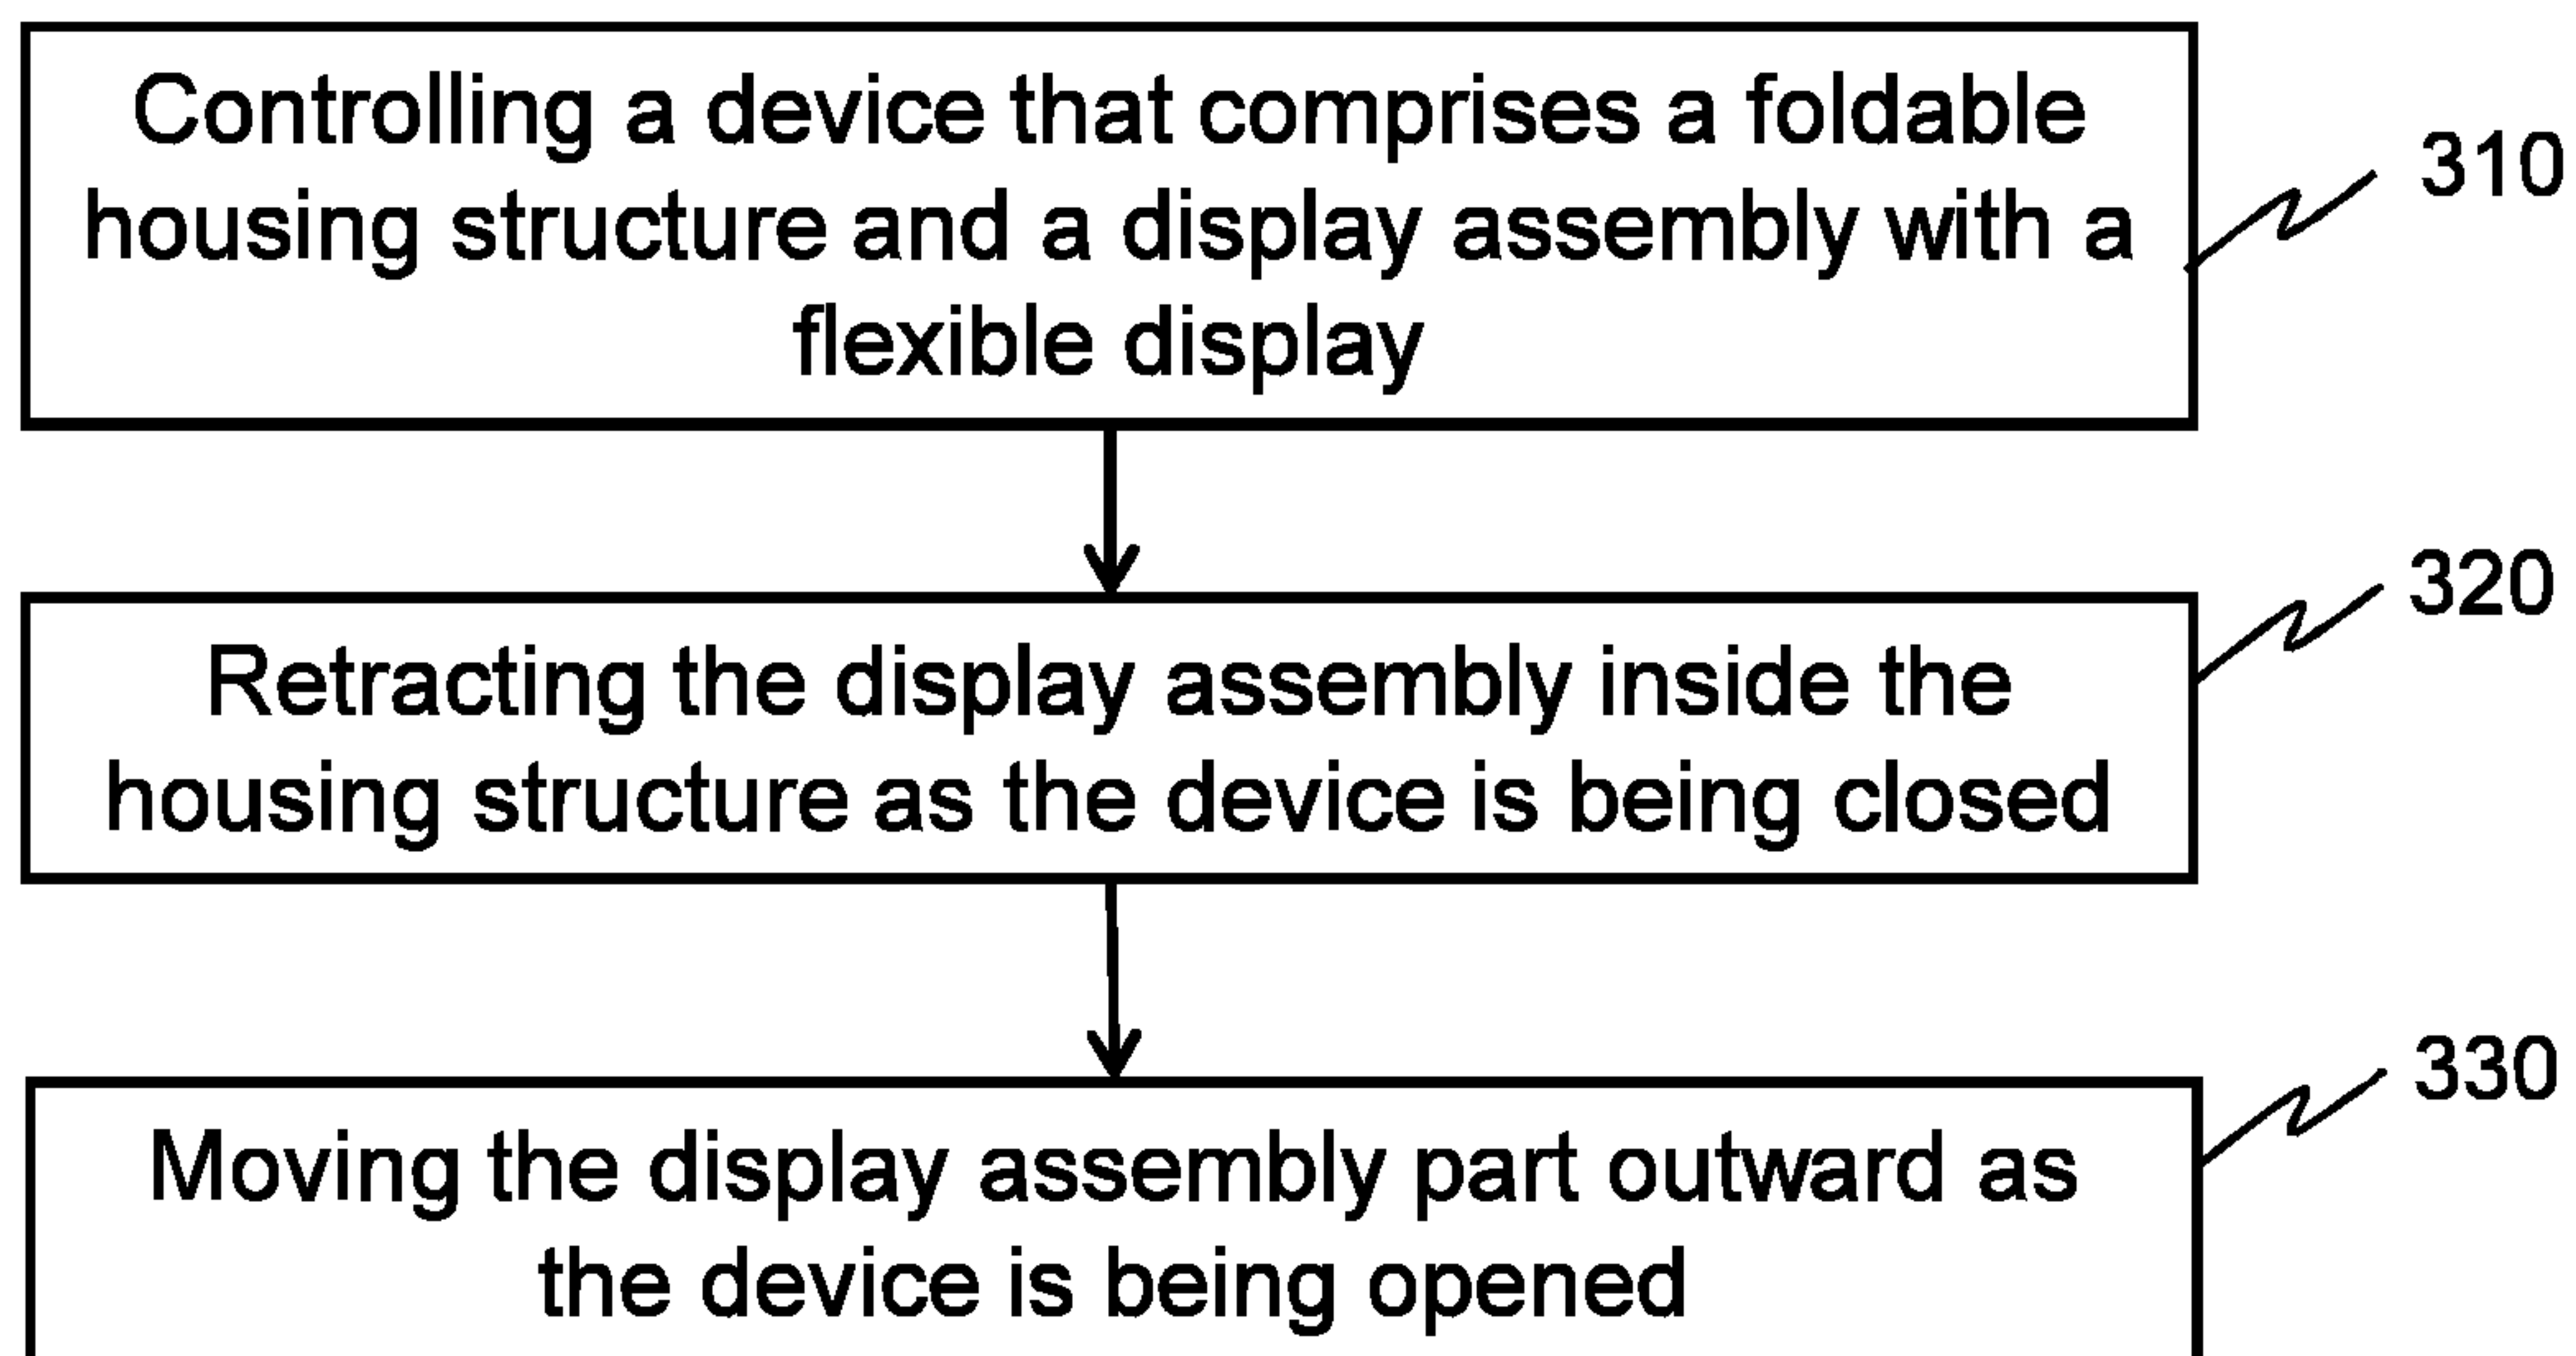 Controlling a device that comprises a foldable
housing structure and a display assembly with a
flexible display
310
Retracting the display assembly inside the
housing structure as the device is being closed
320
Moving the display assembly part outward as
the device is being opened
330